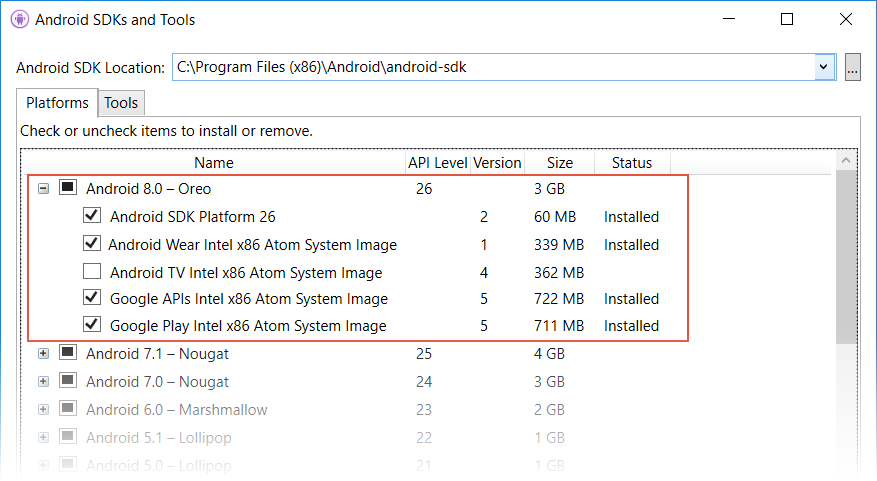 Android SDKs and Tools
Android SDK Location: C:\Program Files (x86)\Android\android-sdk ...
Platforms Tools
Check or uncheck items to install or remove.
Name API Level Version Size Status
Android 8.0 – Oreo 26 3 GB
Android SDK Platform 26 2 60 MB Installed
Android Wear Intel x86 Atom System Image 1 339 MB Installed
Android TV Intel x86 Atom System Image 4 362 MB
Google APIs Intel x86 Atom System Image 5 722 MB Installed
Google Play Intel x86 Atom System Image 5 711 MB Installed
Android 7.1 – Nougat 25 4 GB
Android 7.0 – Nougat 24 3 GB
Android 6.0 – Marshmallow 23 2 GB
Android 5.1 – Lollipop 22 1 GB
Android 5.0 – Lollipop 21 1 GB